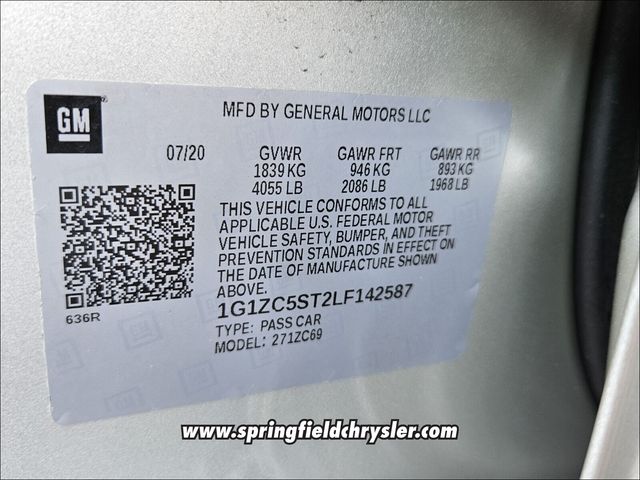 GM
MFD BY GENERAL MOTORS LLC
07/20 GVWR GAWR FRT GAWR RR
1839 KG 946 KG 893 KG
4055 LB 2086 LB 1968 LB
THIS VEHICLE CONFORMS TO ALL
APPLICABLE U.S. FEDERAL MOTOR
VEHICLE SAFETY, BUMPER, AND THEFT
PREVENTION STANDARDS IN EFFECT ON
THE DATE OF MANUFACTURE SHOWN
ABOVE.
636R
1G1ZC5ST2LF142587
TYPE: PASS CAR
MODEL: 271ZC69
www.springfieldchrysler.com